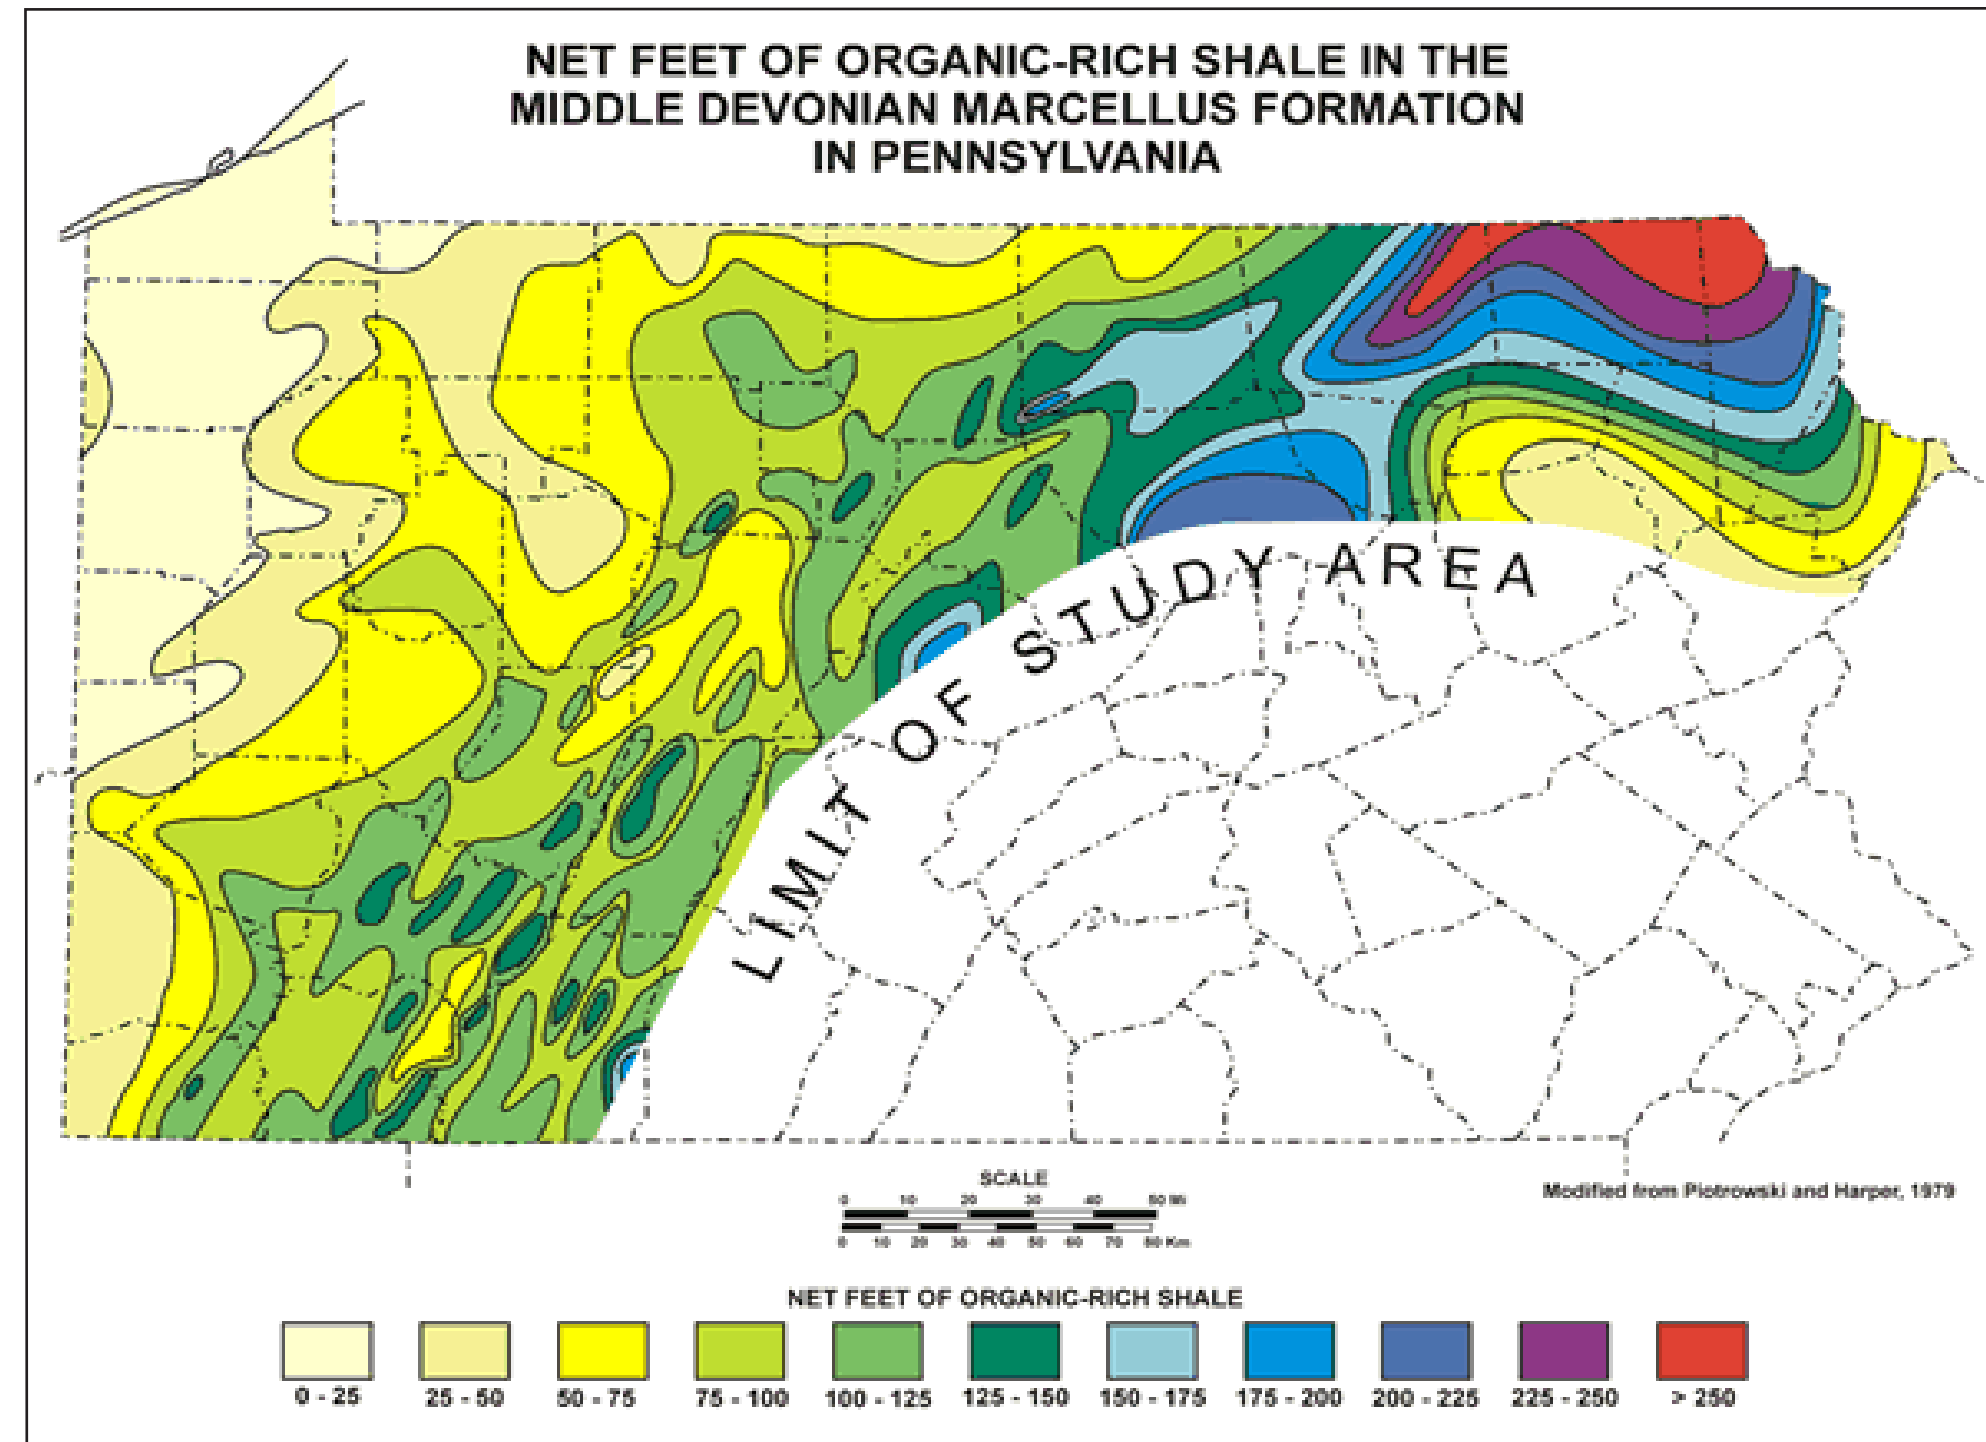 NET FEET OF ORGANIC-RICH SHALE IN THE
MIDDLE DEVONIAN MARCELLUS FORMATION
IN PENNSYLVANIA
LIMIT OF STUDY AREA
SCALE
0 10 20 30 40 50 Mi
0 10 20 30 40 50 60 70 80 Km
Modified from Piotrowski and Harper, 1979
NET FEET OF ORGANIC-RICH SHALE
0 - 25 25 - 50 50 - 75 75 - 100 100 - 125 125 - 150 150 - 175 175 - 200 200 - 225 225 - 250 > 250